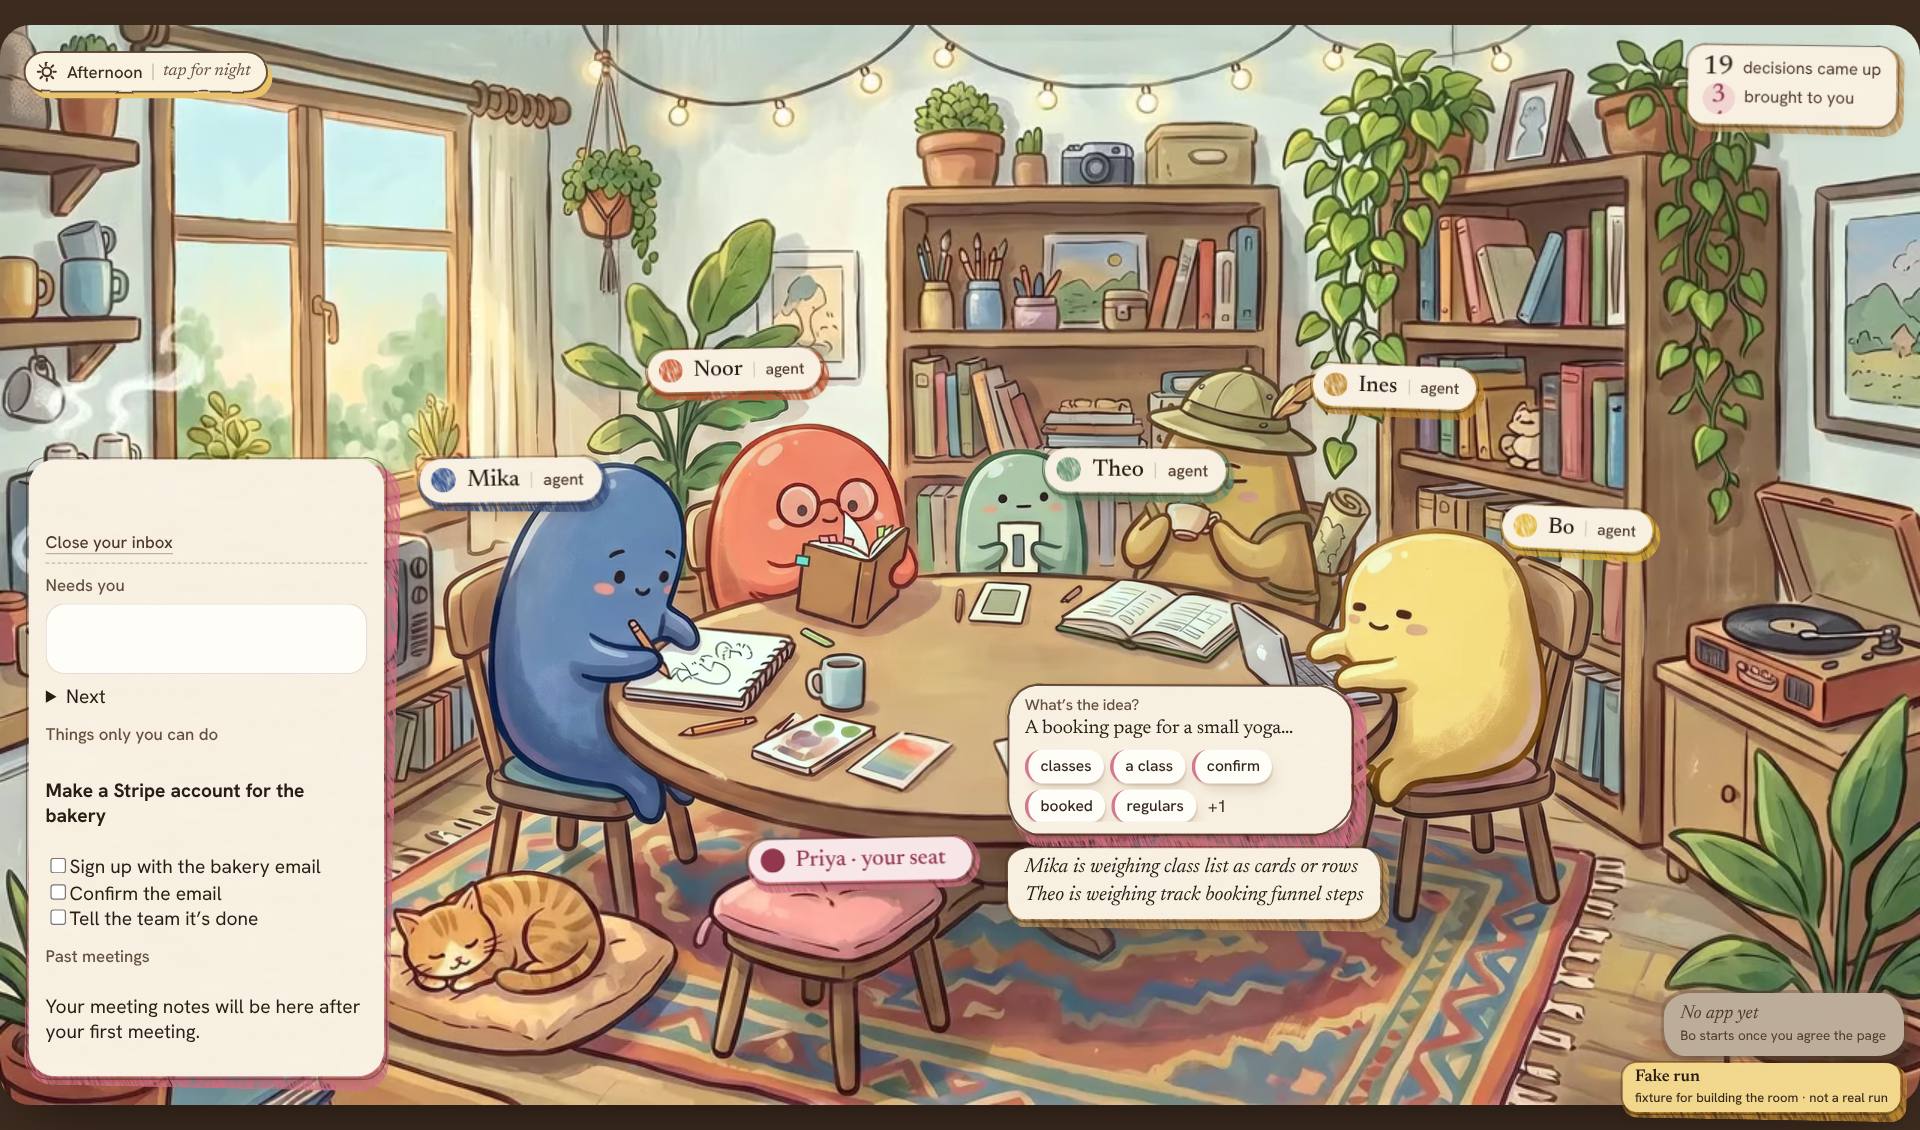 Afternoon | tap for night
19 decisions came up
3 brought to you
Noor | agent
Ines | agent
Theo | agent
Mika | agent
Bo | agent
Close your inbox
Needs you
▶ Next
Things only you can do
Make a Stripe account for the
bakery
Sign up with the bakery email
Confirm the email
Tell the team it's done
Past meetings
Your meeting notes will be here after
your first meeting.
What's the idea?
A booking page for a small yoga…
classes
a class
confirm
booked
regulars
+1
Priya · your seat
Mika is weighing class list as cards or rows
Theo is weighing track booking funnel steps
No app yet
Bo starts once you agree the page
Fake run
fixture for building the room · not a real run